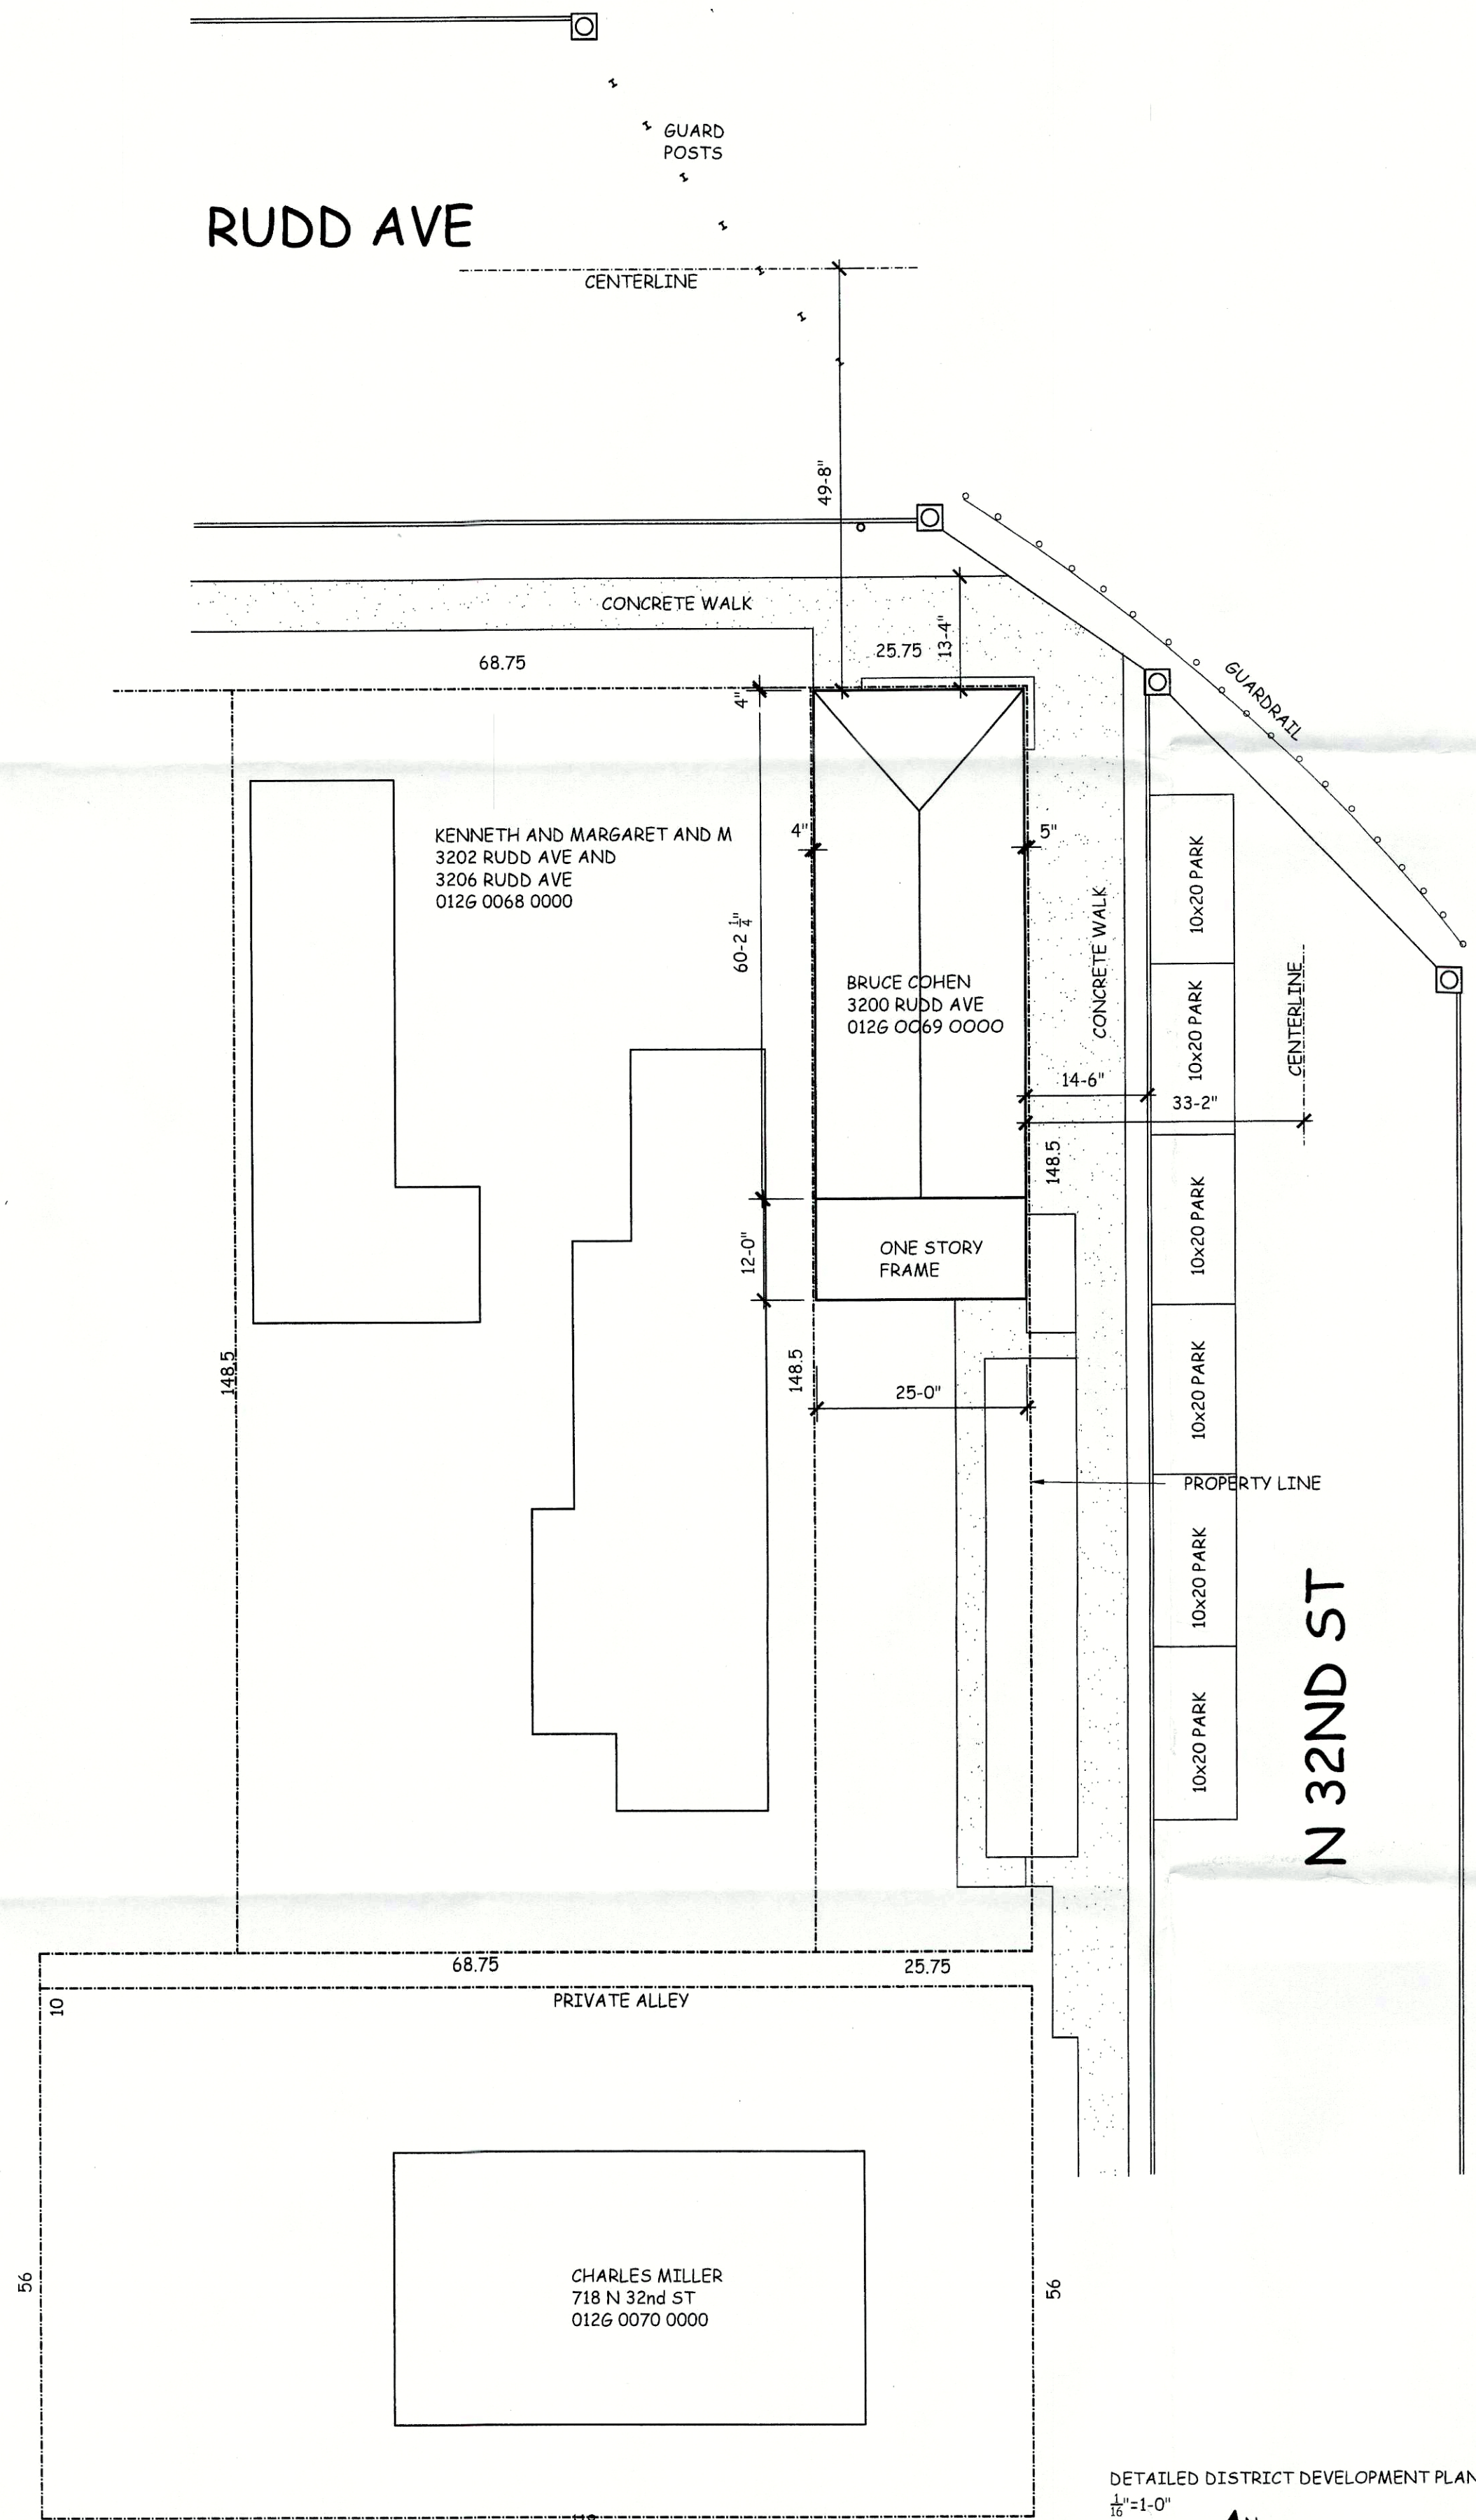 GUARD
POSTS
RUDD AVE
CENTERLINE
49-8"
CONCRETE WALK
25.75
13-4"
68.75
GUARDRAIL
4"
4"
5"
KENNETH AND MARGARET AND M
3202 RUDD AVE AND
3206 RUDD AVE
012G 0068 0000
10x20 PARK
CONCRETE WALK
60-2 1/4"
BRUCE COHEN
3200 RUDD AVE
012G 0069 0000
10x20 PARK
CENTERLINE
14-6"
33-2"
148.5
10x20 PARK
12-0"
ONE STORY
FRAME
148.5
148.5
25-0"
10x20 PARK
PROPERTY LINE
10x20 PARK
N 32ND ST
10x20 PARK
68.75
25.75
10
PRIVATE ALLEY
56
CHARLES MILLER
718 N 32nd ST
012G 0070 0000
56
DETAILED DISTRICT DEVELOPMENT PLAN
1/16"=1-0"